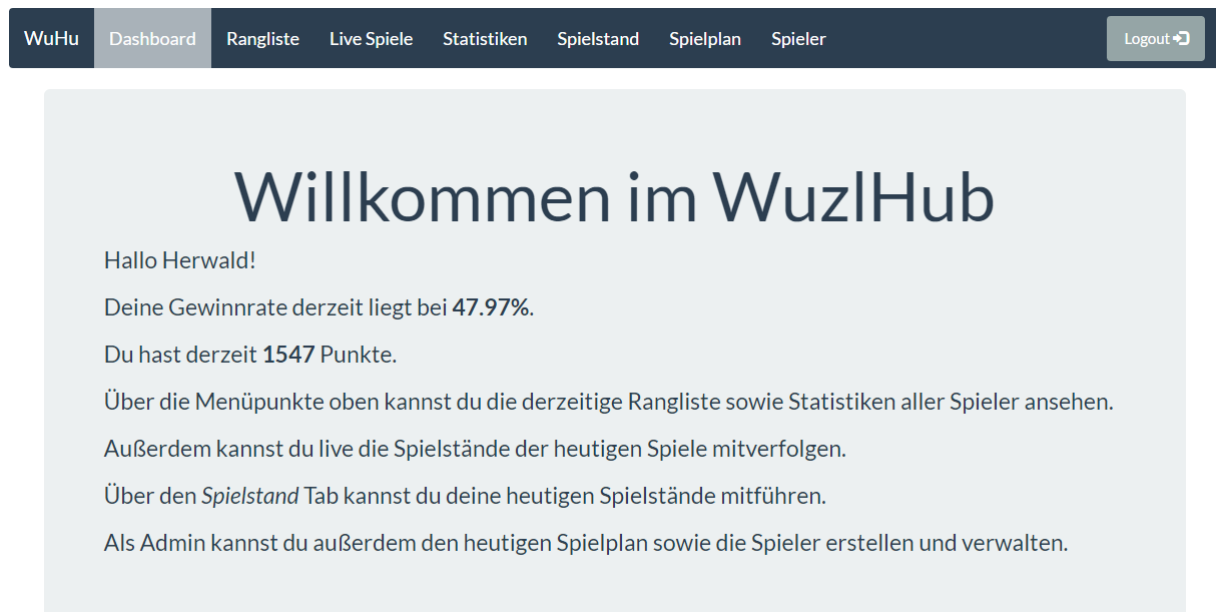 WuHu Dashboard Rangliste Live Spiele Statistiken Spielstand Spielplan Spieler Logout
Willkommen im WuzlHub
Hallo Herwald!
Deine Gewinnrate derzeit liegt bei 47.97%.
Du hast derzeit 1547 Punkte.
Über die Menüpunkte oben kannst du die derzeitige Rangliste sowie Statistiken aller Spieler ansehen.
Außerdem kannst du live die Spielstände der heutigen Spiele mitverfolgen.
Über den Spielstand Tab kannst du deine heutigen Spielstände mitführen.
Als Admin kannst du außerdem den heutigen Spielplan sowie die Spieler erstellen und verwalten.